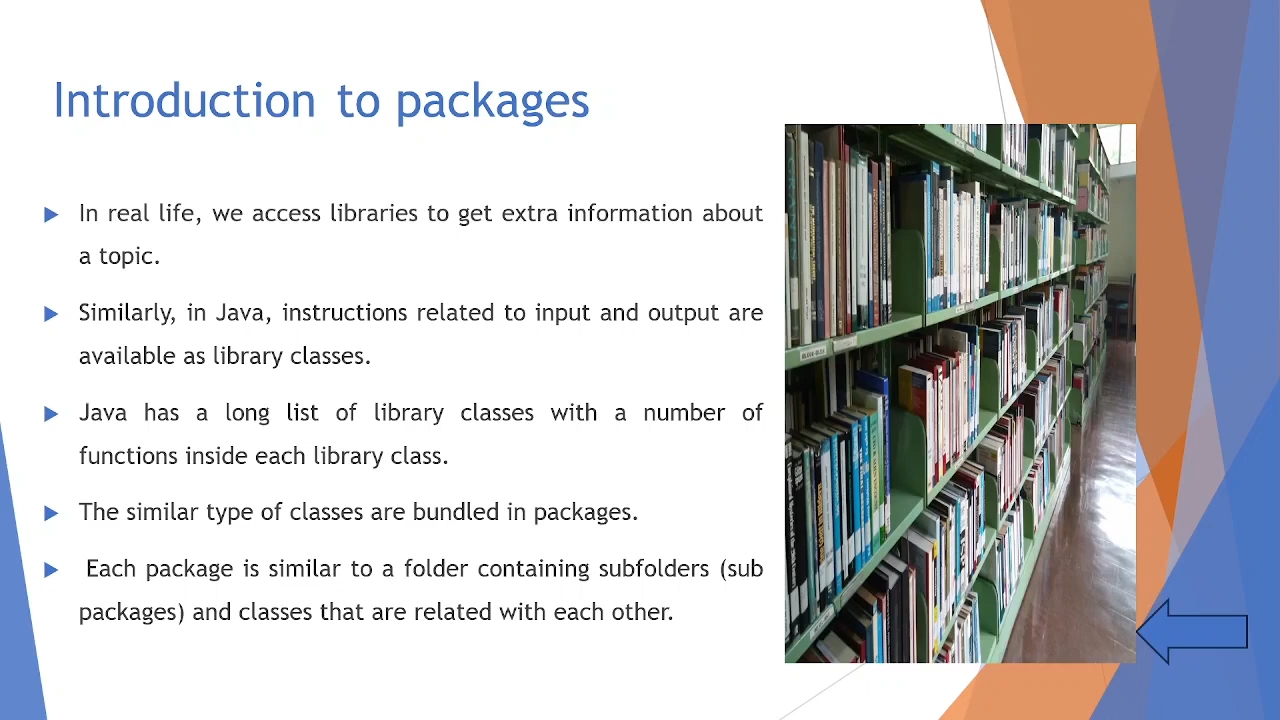 Introduction to packages
In real life, we access libraries to get extra information about
a topic.
Similarly, in Java, instructions related to input and output are
available as library classes.
Java has a long list of library classes with a number of
functions inside each library class.
The similar type of classes are bundled in packages.
Each package is similar to a folder containing subfolders (sub
packages) and classes that are related with each other.